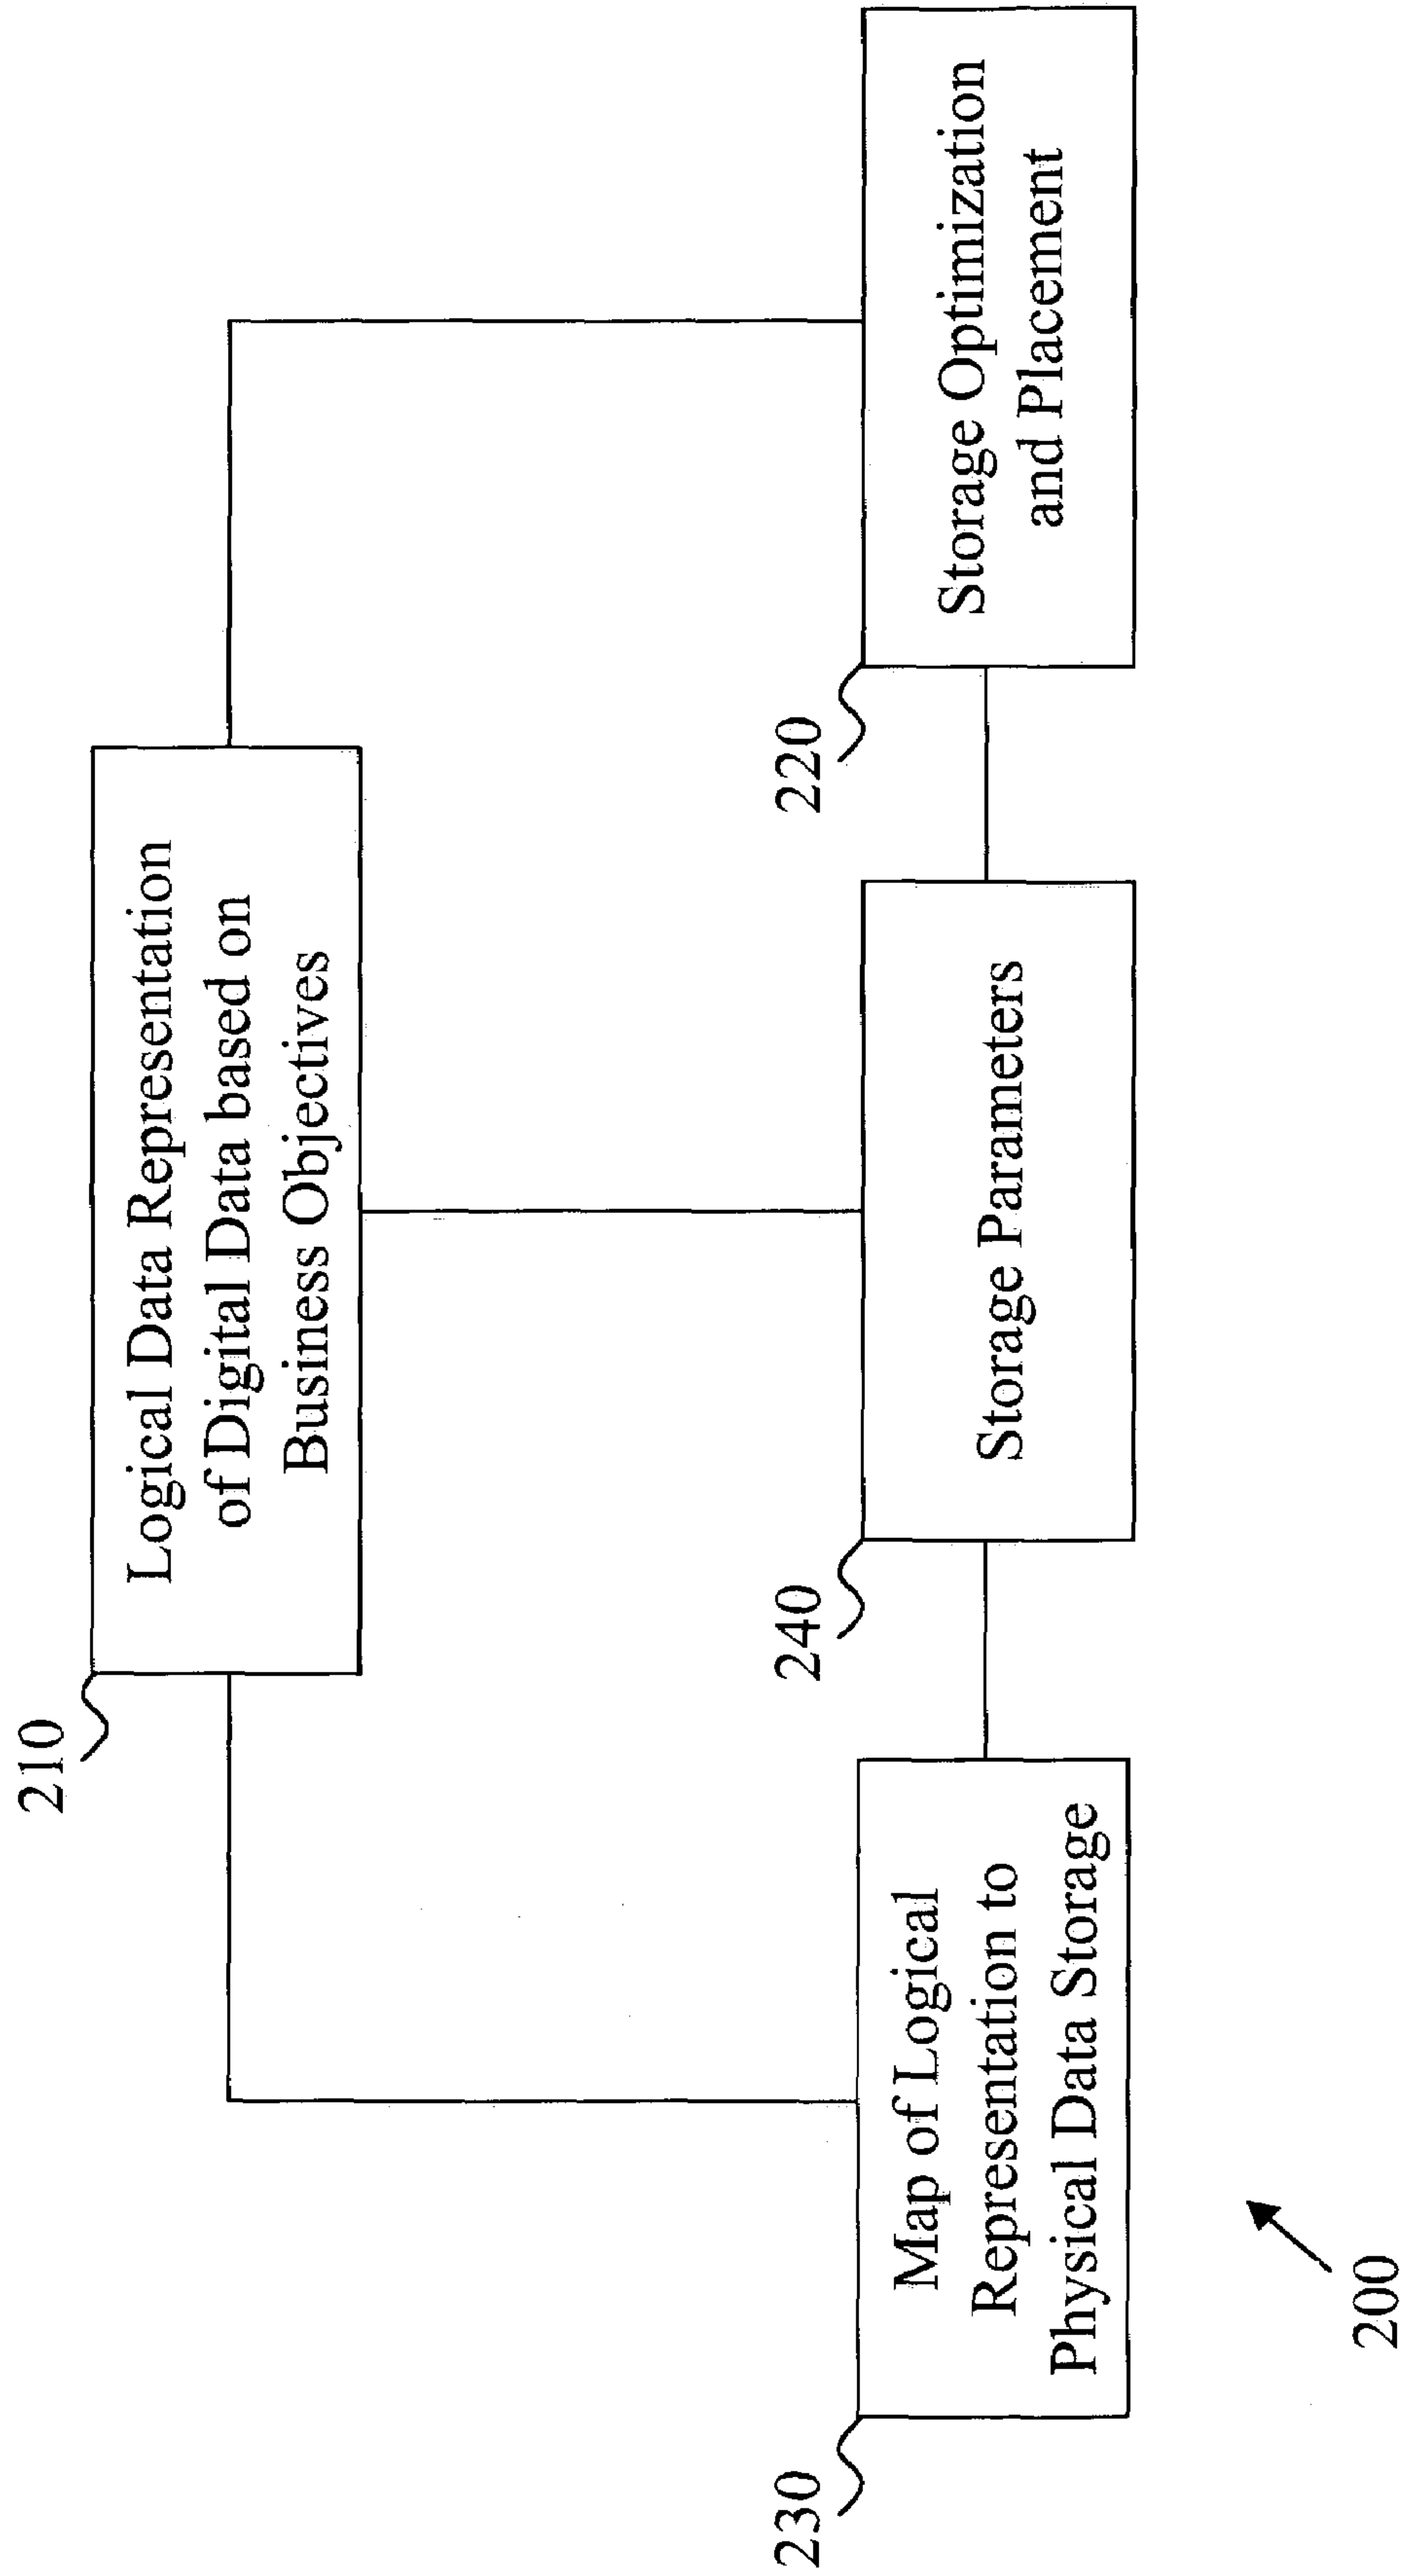 210
Logical Data Representation
of Digital Data based on
Business Objectives
230
Map of Logical
Representation to
Physical Data Storage
240
Storage Parameters
220
Storage Optimization
and Placement
200